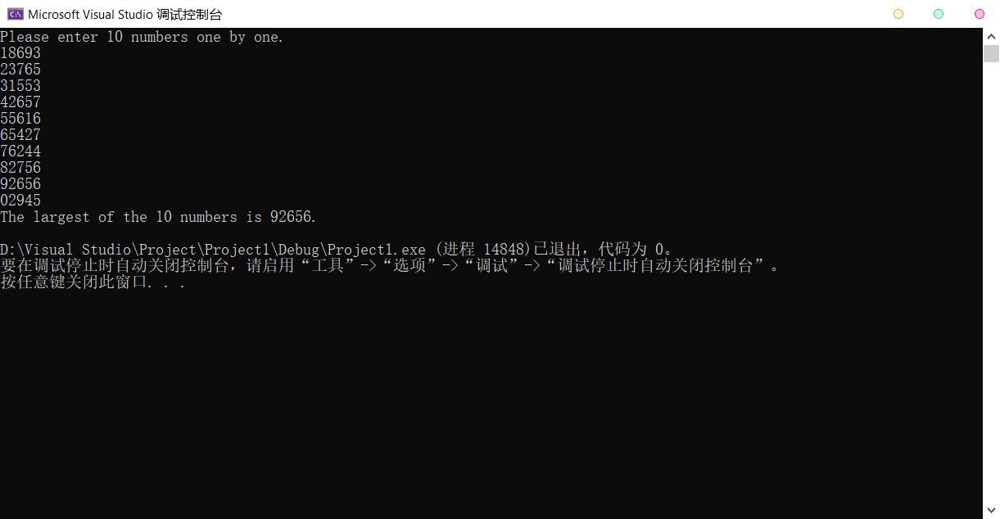 Microsoft Visual Studio 调试控制台
Please enter 10 numbers one by one.
18693
23765
31553
42657
55616
65427
76244
82756
92656
02945
The largest of the 10 numbers is 92656.
D:\Visual Studio\Project\Project1\Debug\Project1.exe (进程 14848)已退出，代码为 0。
要在调试停止时自动关闭控制台，请启用“工具”->“选项”->“调试”->“调试停止时自动关闭控制台”。
按任意键关闭此窗口. . .